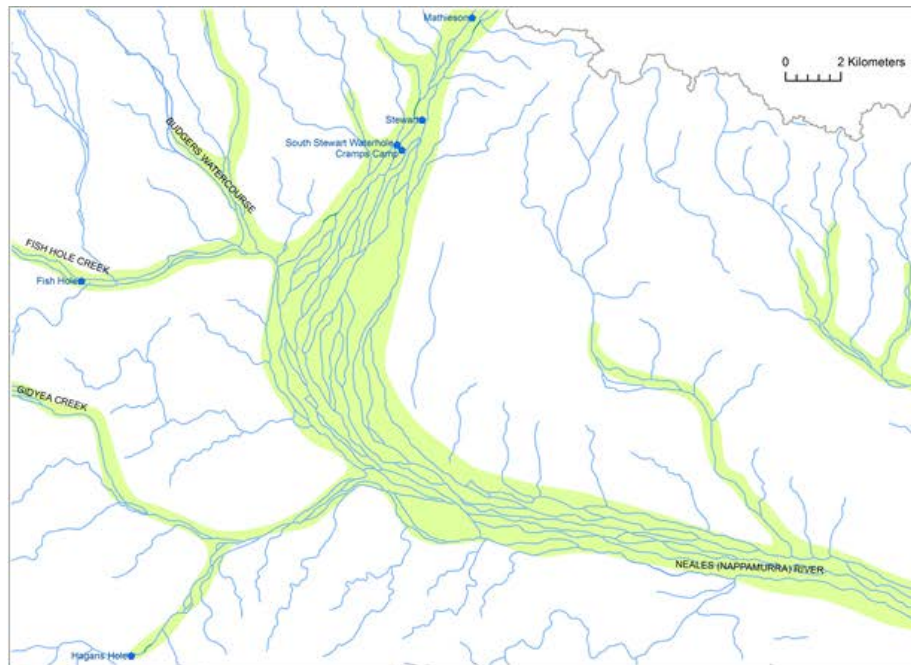 Mathieson
0 2 Kilometers
Stewart
South Stewart Waterhole
Cramps Camp
BUDGERS WATERCOURSE
FISH HOLE CREEK
Fish Hole
GIDYEA CREEK
NEALES (NAPPAMURRA) RIVER
Hagans Hole